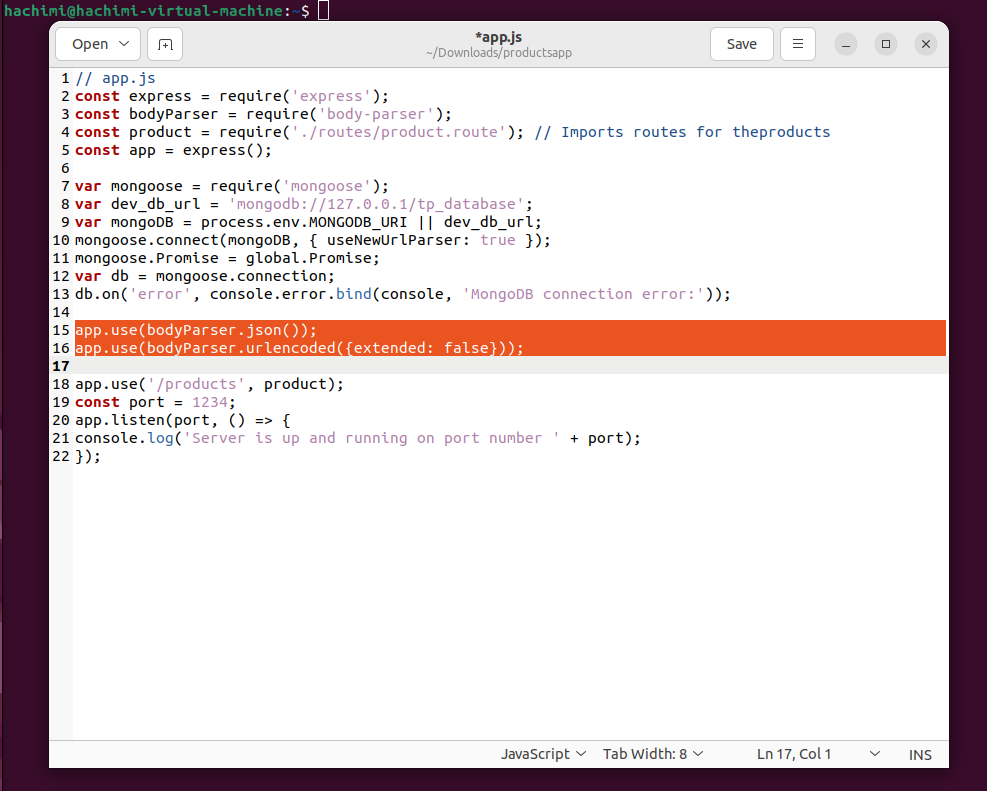 hachimi@hachimi-virtual-machine:~$
Open
*app.js
~/Downloads/productsapp
Save
1 // app.js
2 const express = require('express');
3 const bodyParser = require('body-parser');
4 const product = require('./routes/product.route'); // Imports routes for theproducts
5 const app = express();
6
7 var mongoose = require('mongoose');
8 var dev_db_url = 'mongodb://127.0.0.1/tp_database';
9 var mongoDB = process.env.MONGODB_URI || dev_db_url;
10 mongoose.connect(mongoDB, { useNewUrlParser: true });
11 mongoose.Promise = global.Promise;
12 var db = mongoose.connection;
13 db.on('error', console.error.bind(console, 'MongoDB connection error:'));
14
15 app.use(bodyParser.json());
16 app.use(bodyParser.urlencoded({extended: false}));
17
18 app.use('/products', product);
19 const port = 1234;
20 app.listen(port, () => {
21 console.log('Server is up and running on port number ' + port);
22 });
JavaScript Tab Width: 8 Ln 17, Col 1 INS